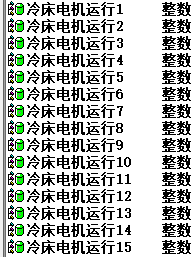 冷床电机运行1 整数
冷床电机运行2 整数
冷床电机运行3 整数
冷床电机运行4 整数
冷床电机运行5 整数
冷床电机运行6 整数
冷床电机运行7 整数
冷床电机运行8 整数
冷床电机运行9 整数
冷床电机运行10 整数
冷床电机运行11 整数
冷床电机运行12 整数
冷床电机运行13 整数
冷床电机运行14 整数
冷床电机运行15 整数